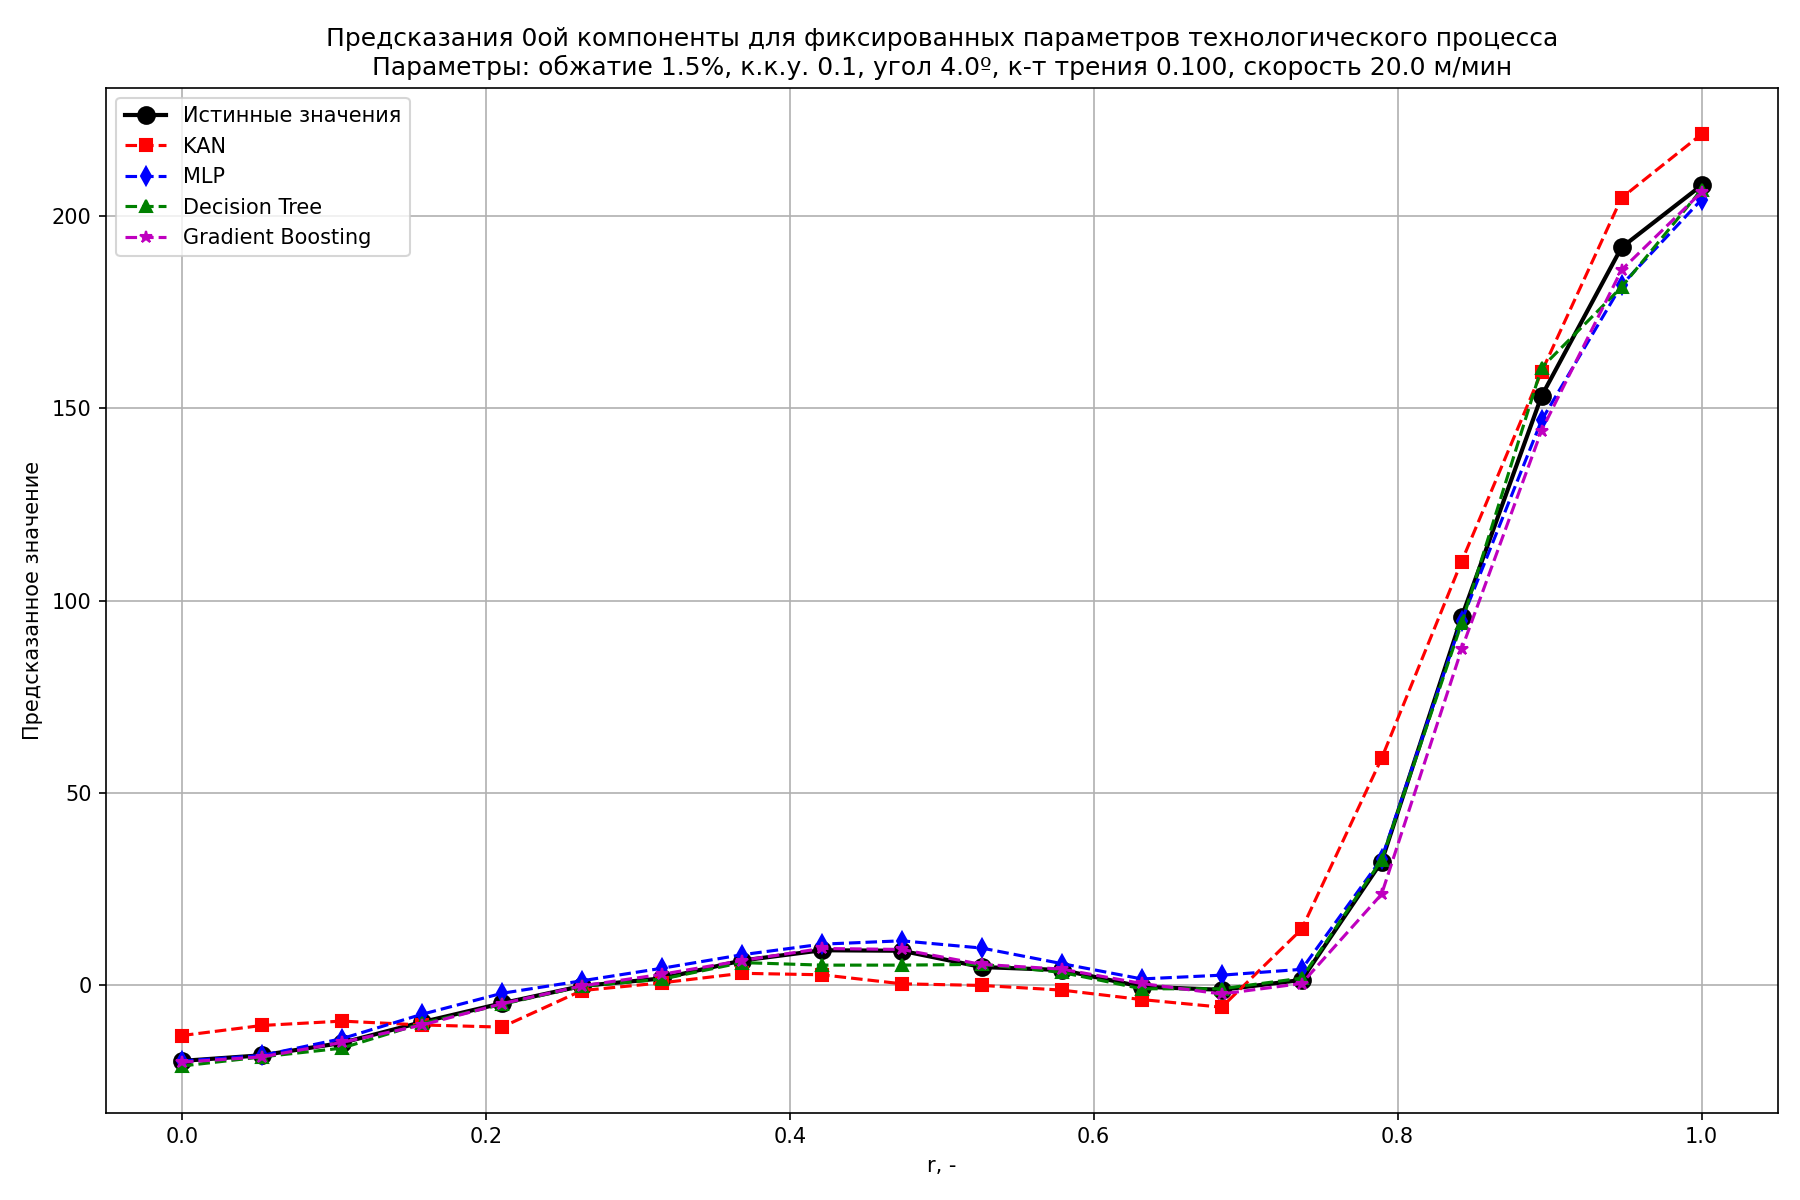 Предсказания 0ой компоненты для фиксированных параметров технологического процесса
Параметры: обжатие 1.5%, к.к.у. 0.1, угол 4.0º, к-т трения 0.100, скорость 20.0 м/мин
Истинные значения
KAN
MLP
Decision Tree
Gradient Boosting
Предсказанное значение
200
150
100
50
0
0.0
0.2
0.4
0.6
0.8
1.0
r, -